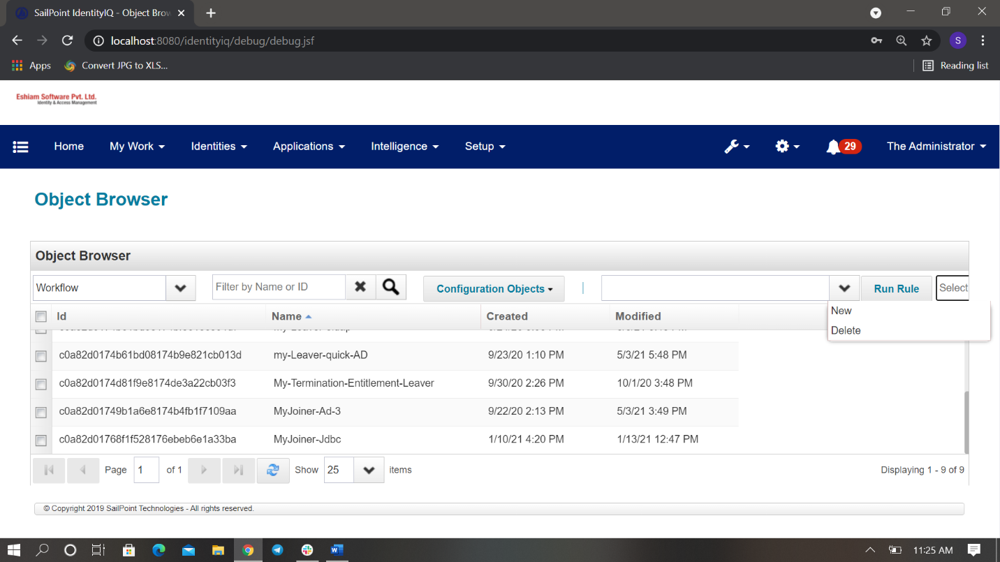 SailPoint IdentityIQ - Object Brow
localhost:8080/identityiq/debug/debug.jsf
S
Apps
Convert JPG to XLS...
Reading list
Eshiam Software Pvt. Ltd.
Identity & Access Management
Home
My Work
Identities
Applications
Intelligence
Setup
29
The Administrator
Object Browser
Object Browser
Workflow
Filter by Name or ID
Configuration Objects
Run Rule
Select
New
Delete
Id Name Created Modified
c0a82d0174b61bd08174b9e821cb013d my-Leaver-quick-AD 9/23/20 1:10 PM 5/3/21 5:48 PM
c0a82d0174d81f9e8174de3a22cb03f3 My-Termination-Entitlement-Leaver 9/30/20 2:26 PM 10/1/20 3:48 PM
c0a82d01749b1a6e8174b4fb1f7109aa MyJoiner-Ad-3 9/22/20 2:13 PM 5/3/21 3:49 PM
c0a82d01768f1f528176ebeb6e1a33ba MyJoiner-Jdbc 1/10/21 4:20 PM 1/13/21 12:47 PM
Page 1 of 1 Show 25 items Displaying 1 - 9 of 9
© Copyright 2019 SailPoint Technologies - All rights reserved.
11:25 AM